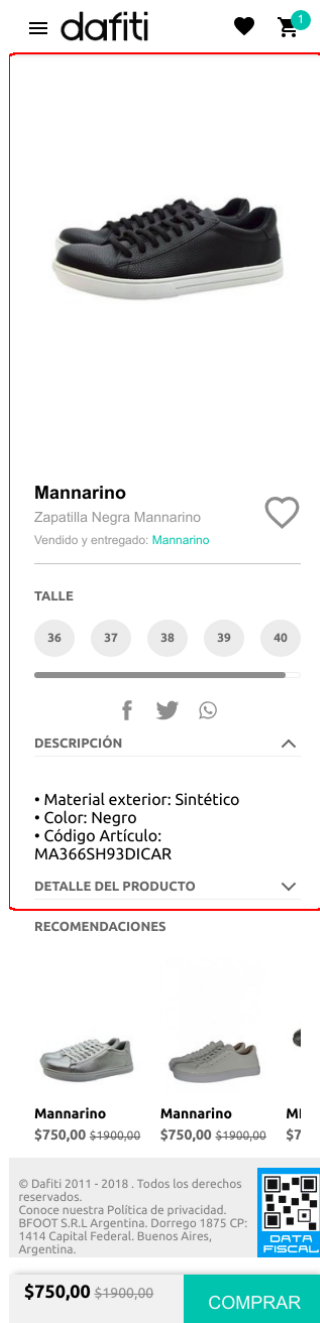 dafiti
1
Mannarino
Zapatilla Negra Mannarino
Vendido y entregado: Mannarino
TALLE
36 37 38 39 40
DESCRIPCIÓN
• Material exterior: Sintético
• Color: Negro
• Código Artículo:
MA366SH93DICAR
DETALLE DEL PRODUCTO
RECOMENDACIONES
Mannarino Mannarino
$750,00 $1900,00 $750,00 $1900,00 $7
© Dafiti 2011 - 2018 . Todos los derechos
reservados.
Conoce nuestra Política de privacidad.
BFOOT S.R.L Argentina. Dorrego 1875 CP:
1414 Capital Federal. Buenos Aires,
Argentina.
DATA
FISCAL
$750,00 $1900,00
COMPRAR